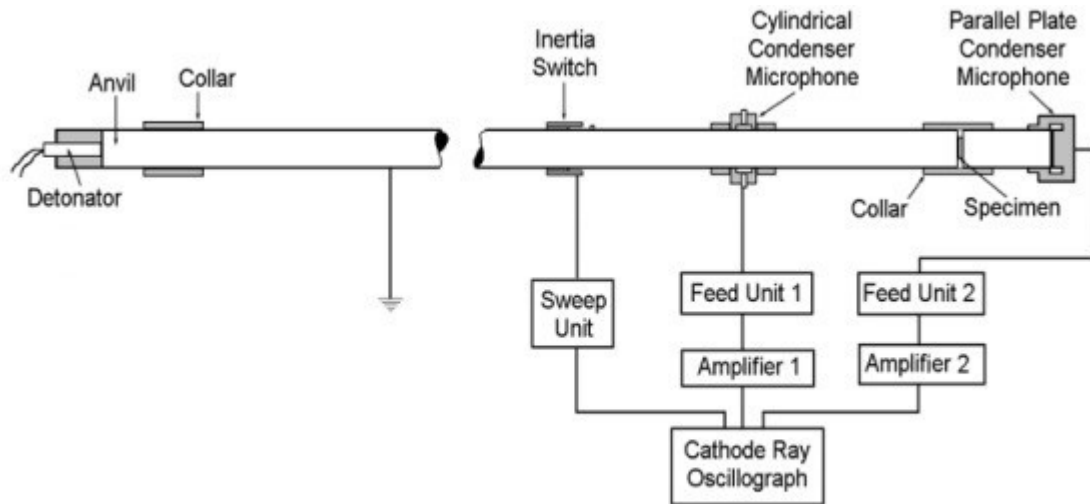 Cylindrical
Condenser
Microphone
Parallel Plate
Condenser
Microphone
Inertia
Switch
Collar
Anvil
Detonator
Collar
Specimen
Sweep
Unit
Feed Unit 1
Feed Unit 2
Amplifier 1
Amplifier 2
Cathode Ray
Oscillograph